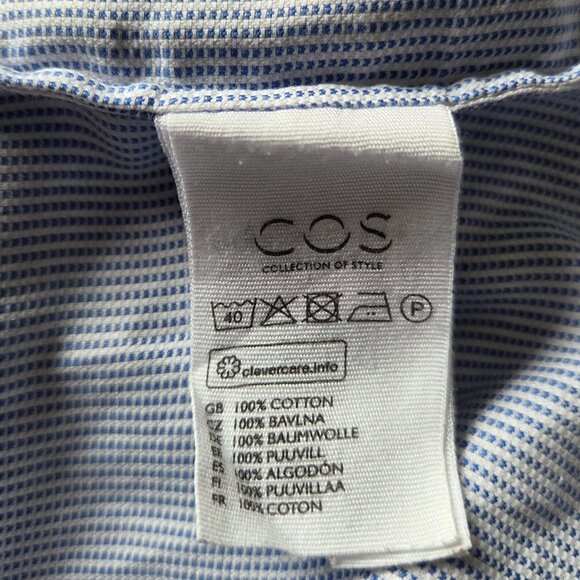 COS
COLLECTION OF STYLE
40 P
clevercare.info
GB 100% COTTON
CZ 100% BAVLNA
DE 100% BAUMWOLLE
EE 100% PUUVILL
ES 100% ALGODÓN
FI 100% PUUVILLAA
FR 100% COTON